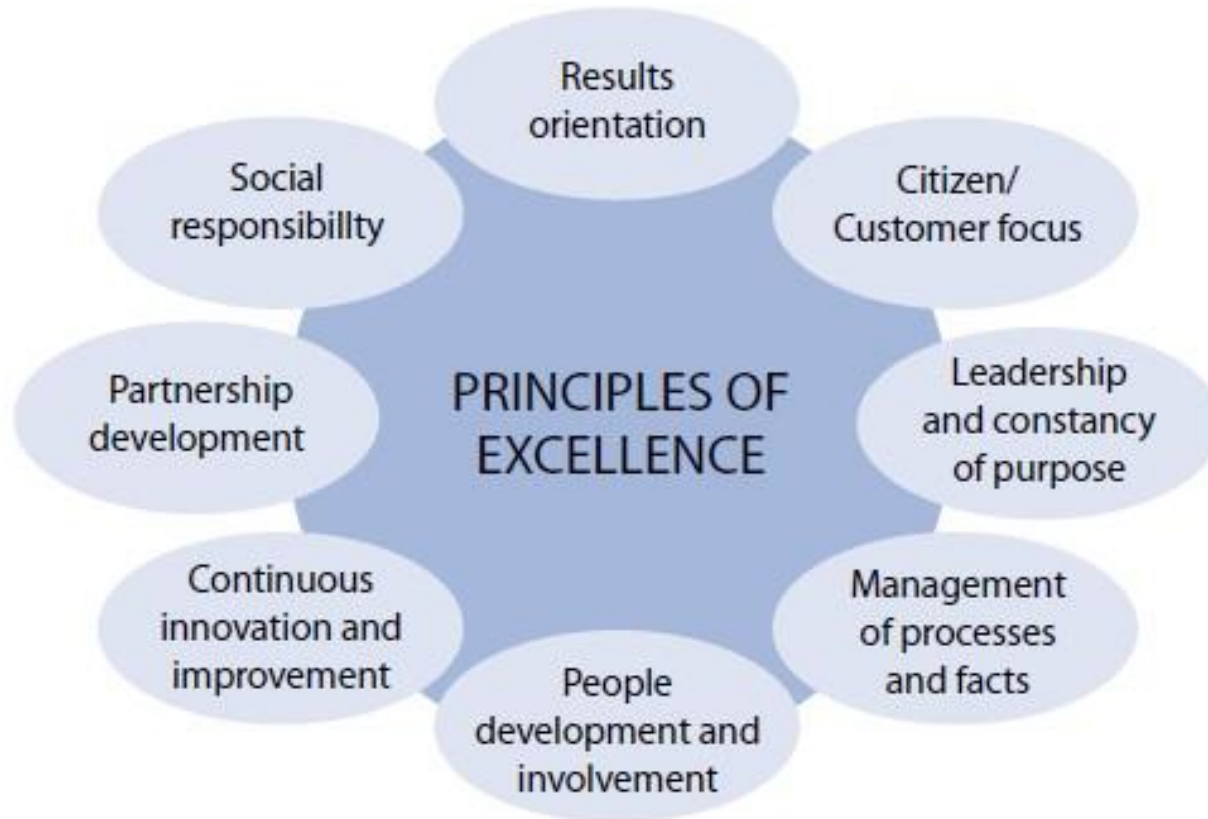 Results
orientation
Citizen/
Customer focus
Leadership
and constancy
of purpose
Management
of processes
and facts
People
development and
involvement
Continuous
innovation and
improvement
Partnership
development
Social
responsibillty
PRINCIPLES OF
EXCELLENCE